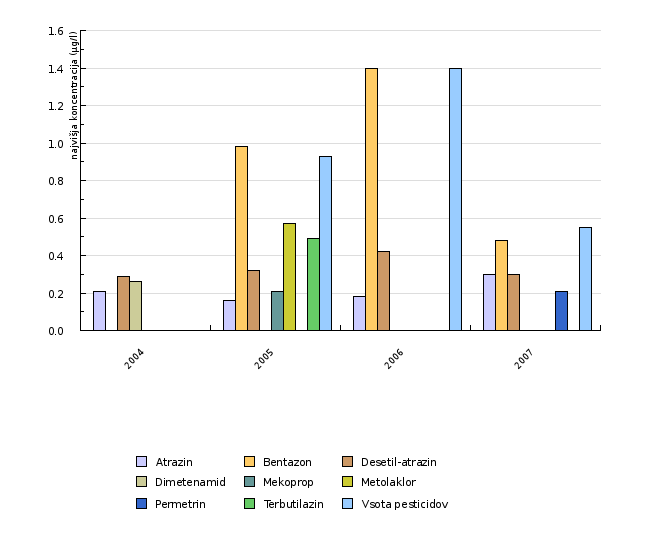 najvišja koncentracija (µg/l)
1.6
1.4
1.2
1.0
0.8
0.6
0.4
0.2
0.0
2004
2005
2006
2007
Atrazin
Bentazon
Desetil-atrazin
Dimetenamid
Mekoprop
Metolaklor
Permetrin
Terbutilazin
Vsota pesticidov